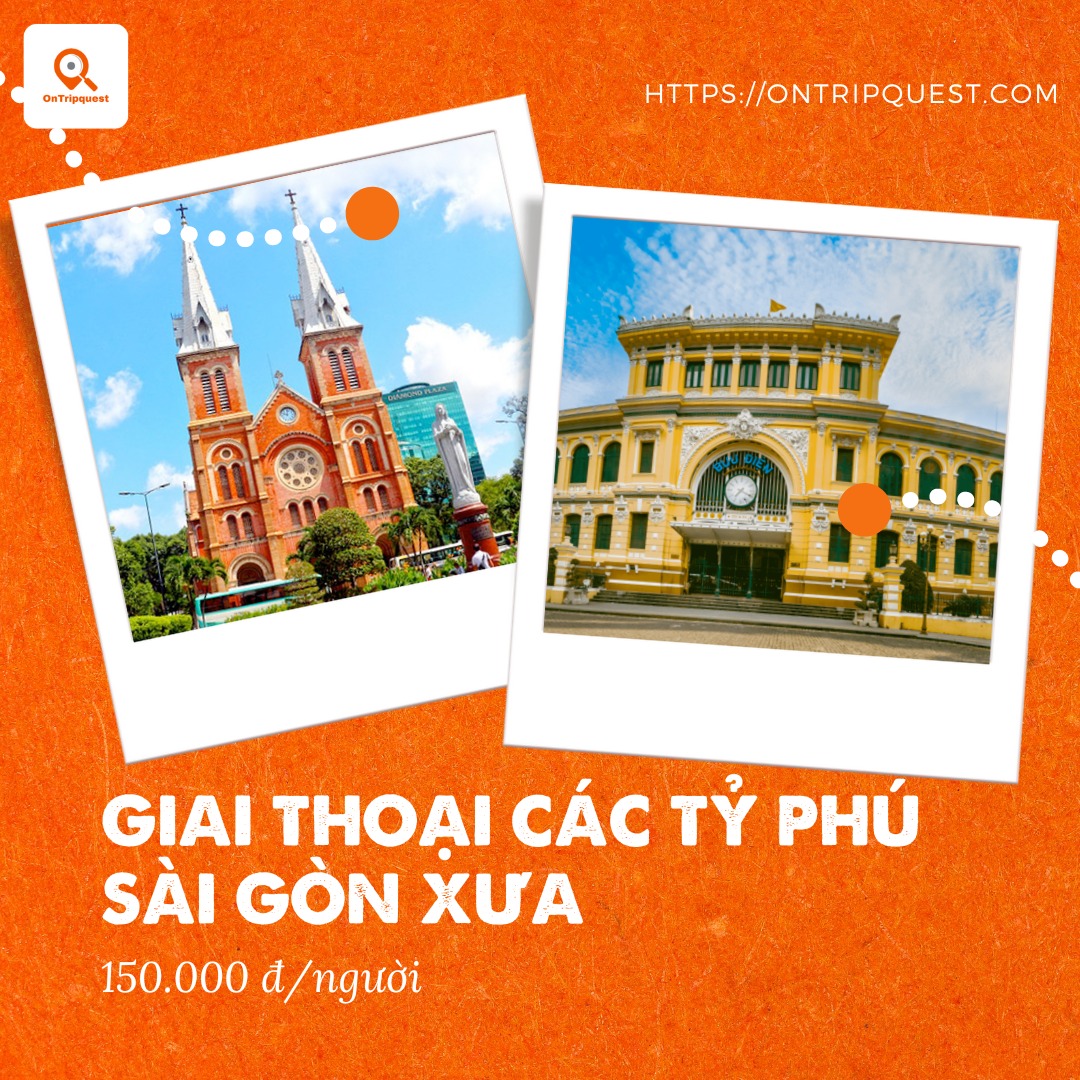 OnTripquest
HTTPS://ONTRIPQUEST.COM
DIAMOND PLAZA
BƯU ĐIỆN
GIAI THOẠI CÁC TỶ PHÚ
SÀI GÒN XƯA
150.000 đ/người